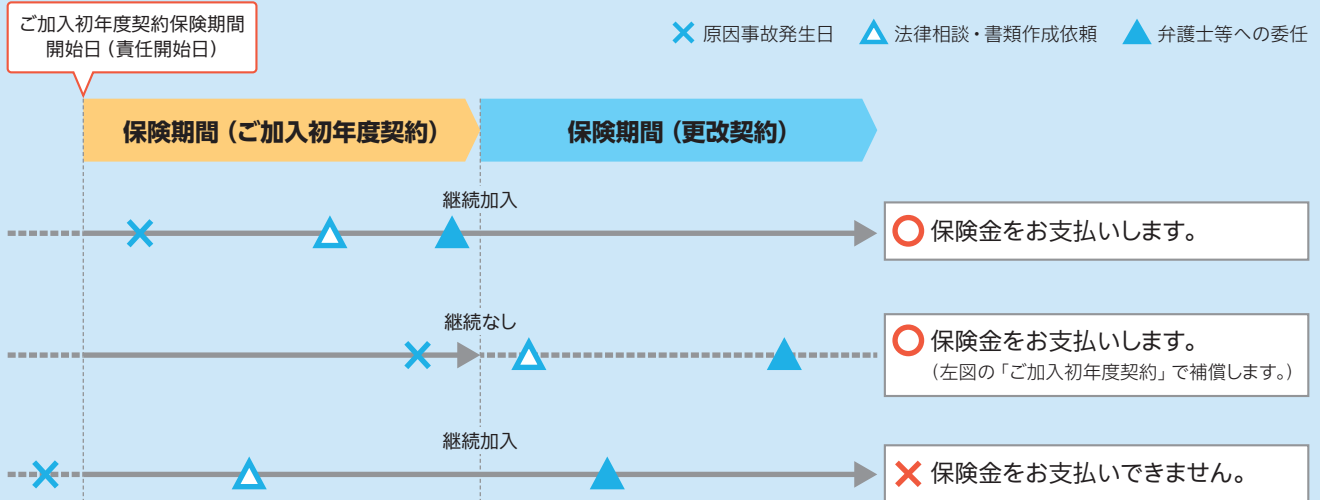 ご加入初年度契約保険期間
開始日（責任開始日）
原因事故発生日 法律相談・書類作成依頼 弁護士等への委任
保険期間（ご加入初年度契約） 保険期間（更改契約）
継続加入
保険金をお支払いします。
継続なし
保険金をお支払いします。
（左図の「ご加入初年度契約」で補償します。）
継続加入
保険金をお支払いできません。